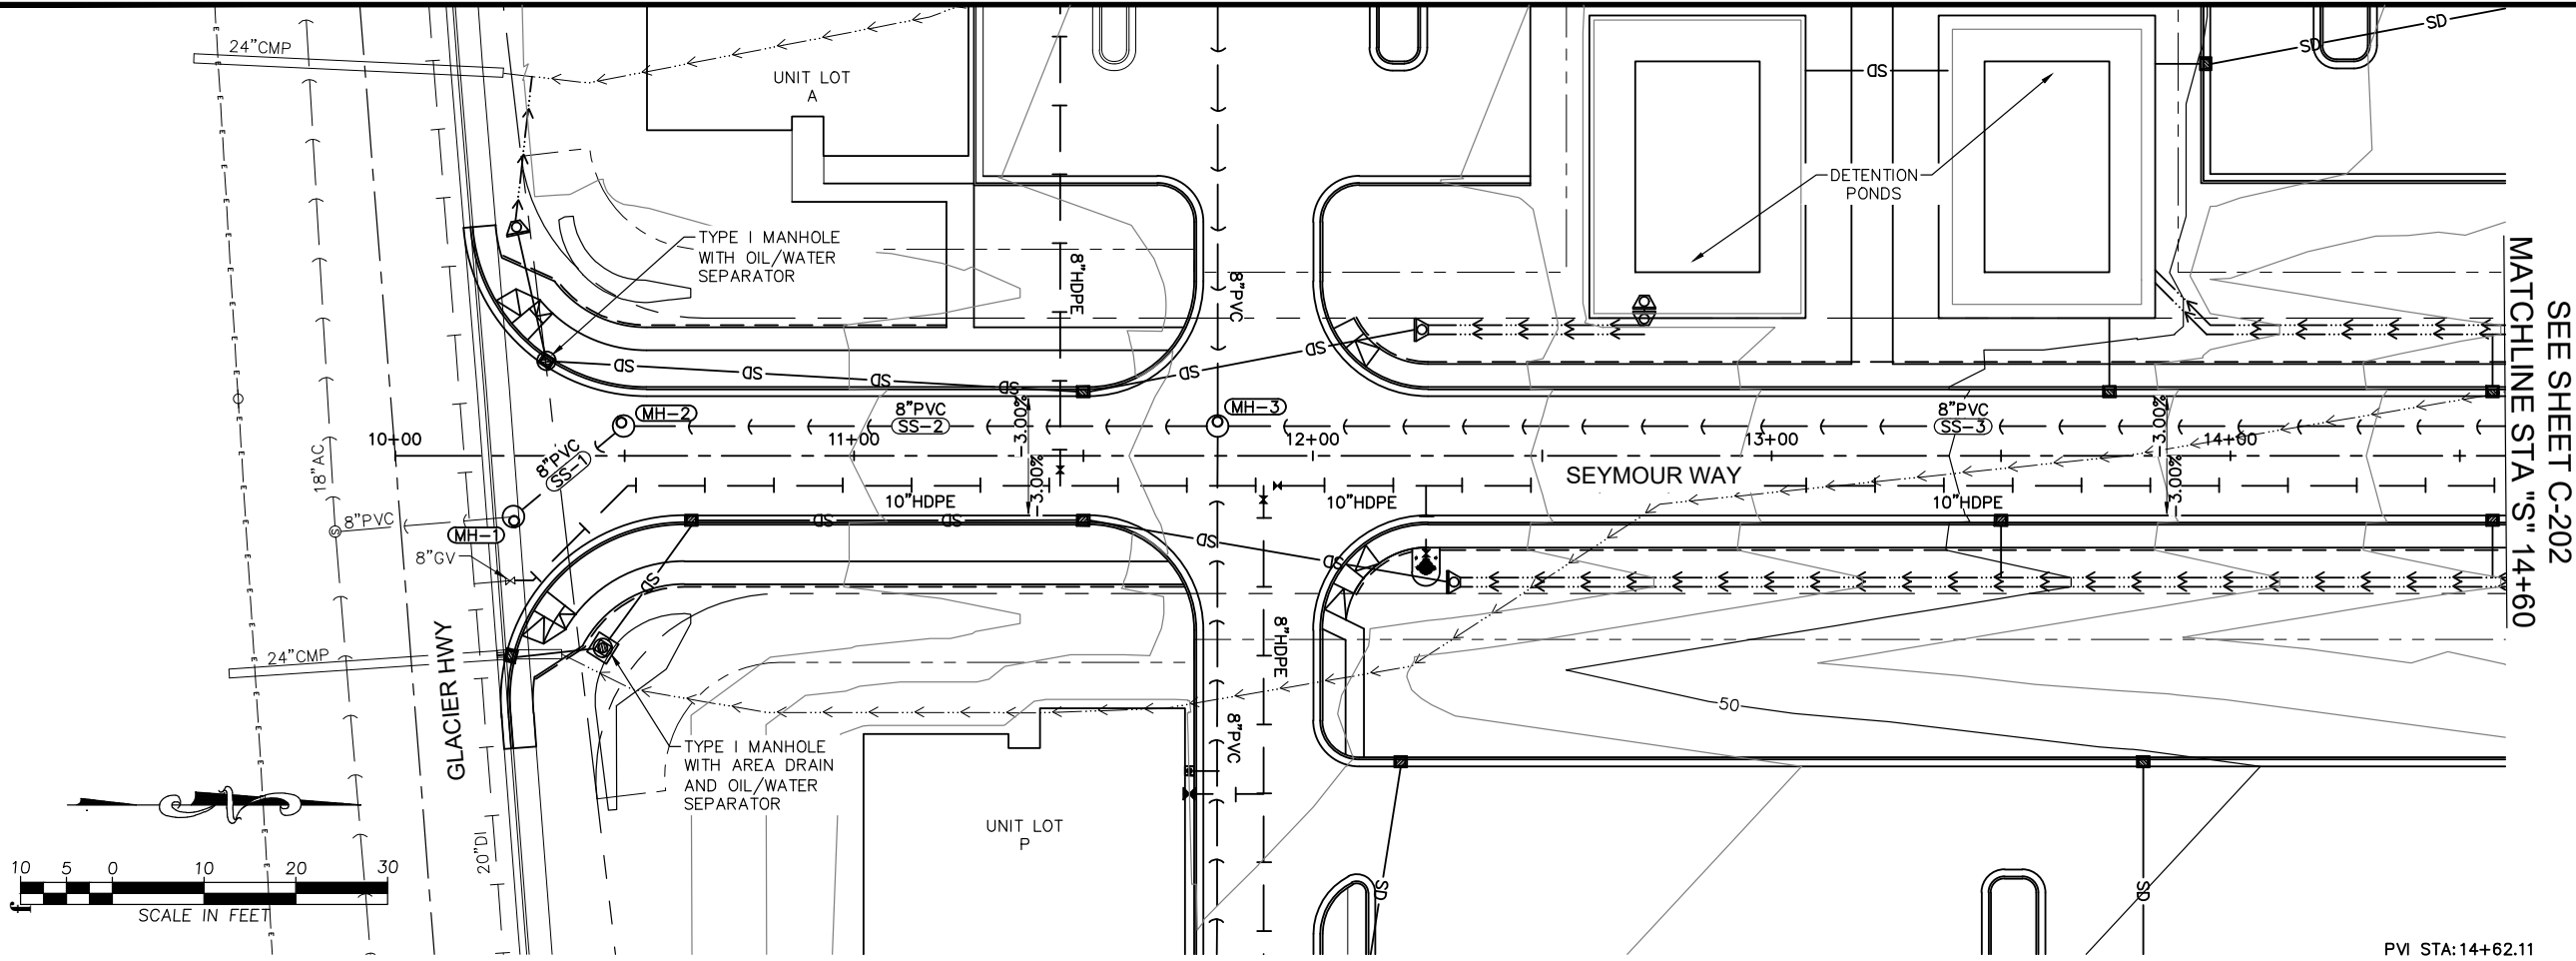 24"CMP
UNIT LOT
A
SD
SD
SD
DETENTION
PONDS
TYPE I MANHOLE
WITH OIL/WATER
SEPARATOR
8"HDPE
8"PVC
SEE SHEET C-202
MATCHLINE STA "S" 14+60
SD
SD
SD
SD
SD
SD
MH-2
8"PVC
SS-2
MH-3
8"PVC
SS-3
-3.00%
-3.00%
10+00
11+00
12+00
13+00
14+00
18"AC
8"PVC
SS-1
SEYMOUR WAY
10"HDPE
10"HDPE
10"HDPE
-3.00%
-3.00%
8"PVC
MH-1
SD
SD
SD
SD
8"GV
SD
GLACIER HWY
24"CMP
8"HDPE
50
8"PVC
TYPE I MANHOLE
WITH AREA DRAIN
AND OIL/WATER
SEPARATOR
UNIT LOT
P
20"DI
10 5 0 10 20 30
SCALE IN FEET
f
SD
SD
PVI STA:14+62.11